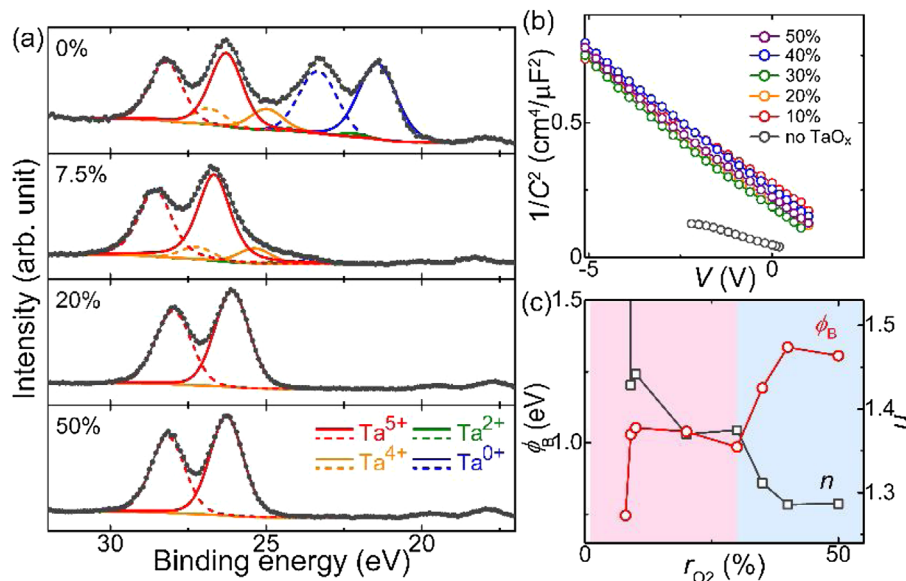 (a)
0%
7.5%
20%
50%
Ta5+
Ta2+
Ta4+
Ta0+
Intensity (arb. unit)
30
25
20
Binding energy (eV)
(b)
50%
40%
30%
20%
10%
no TaOx
1/C2 (cm4/μF2)
0.5
0
-5
0
V (V)
(c)
1.5
1.0
ϕB (eV)
ϕB
n
1.5
1.4
1.3
n
0
25
50
rO2 (%)